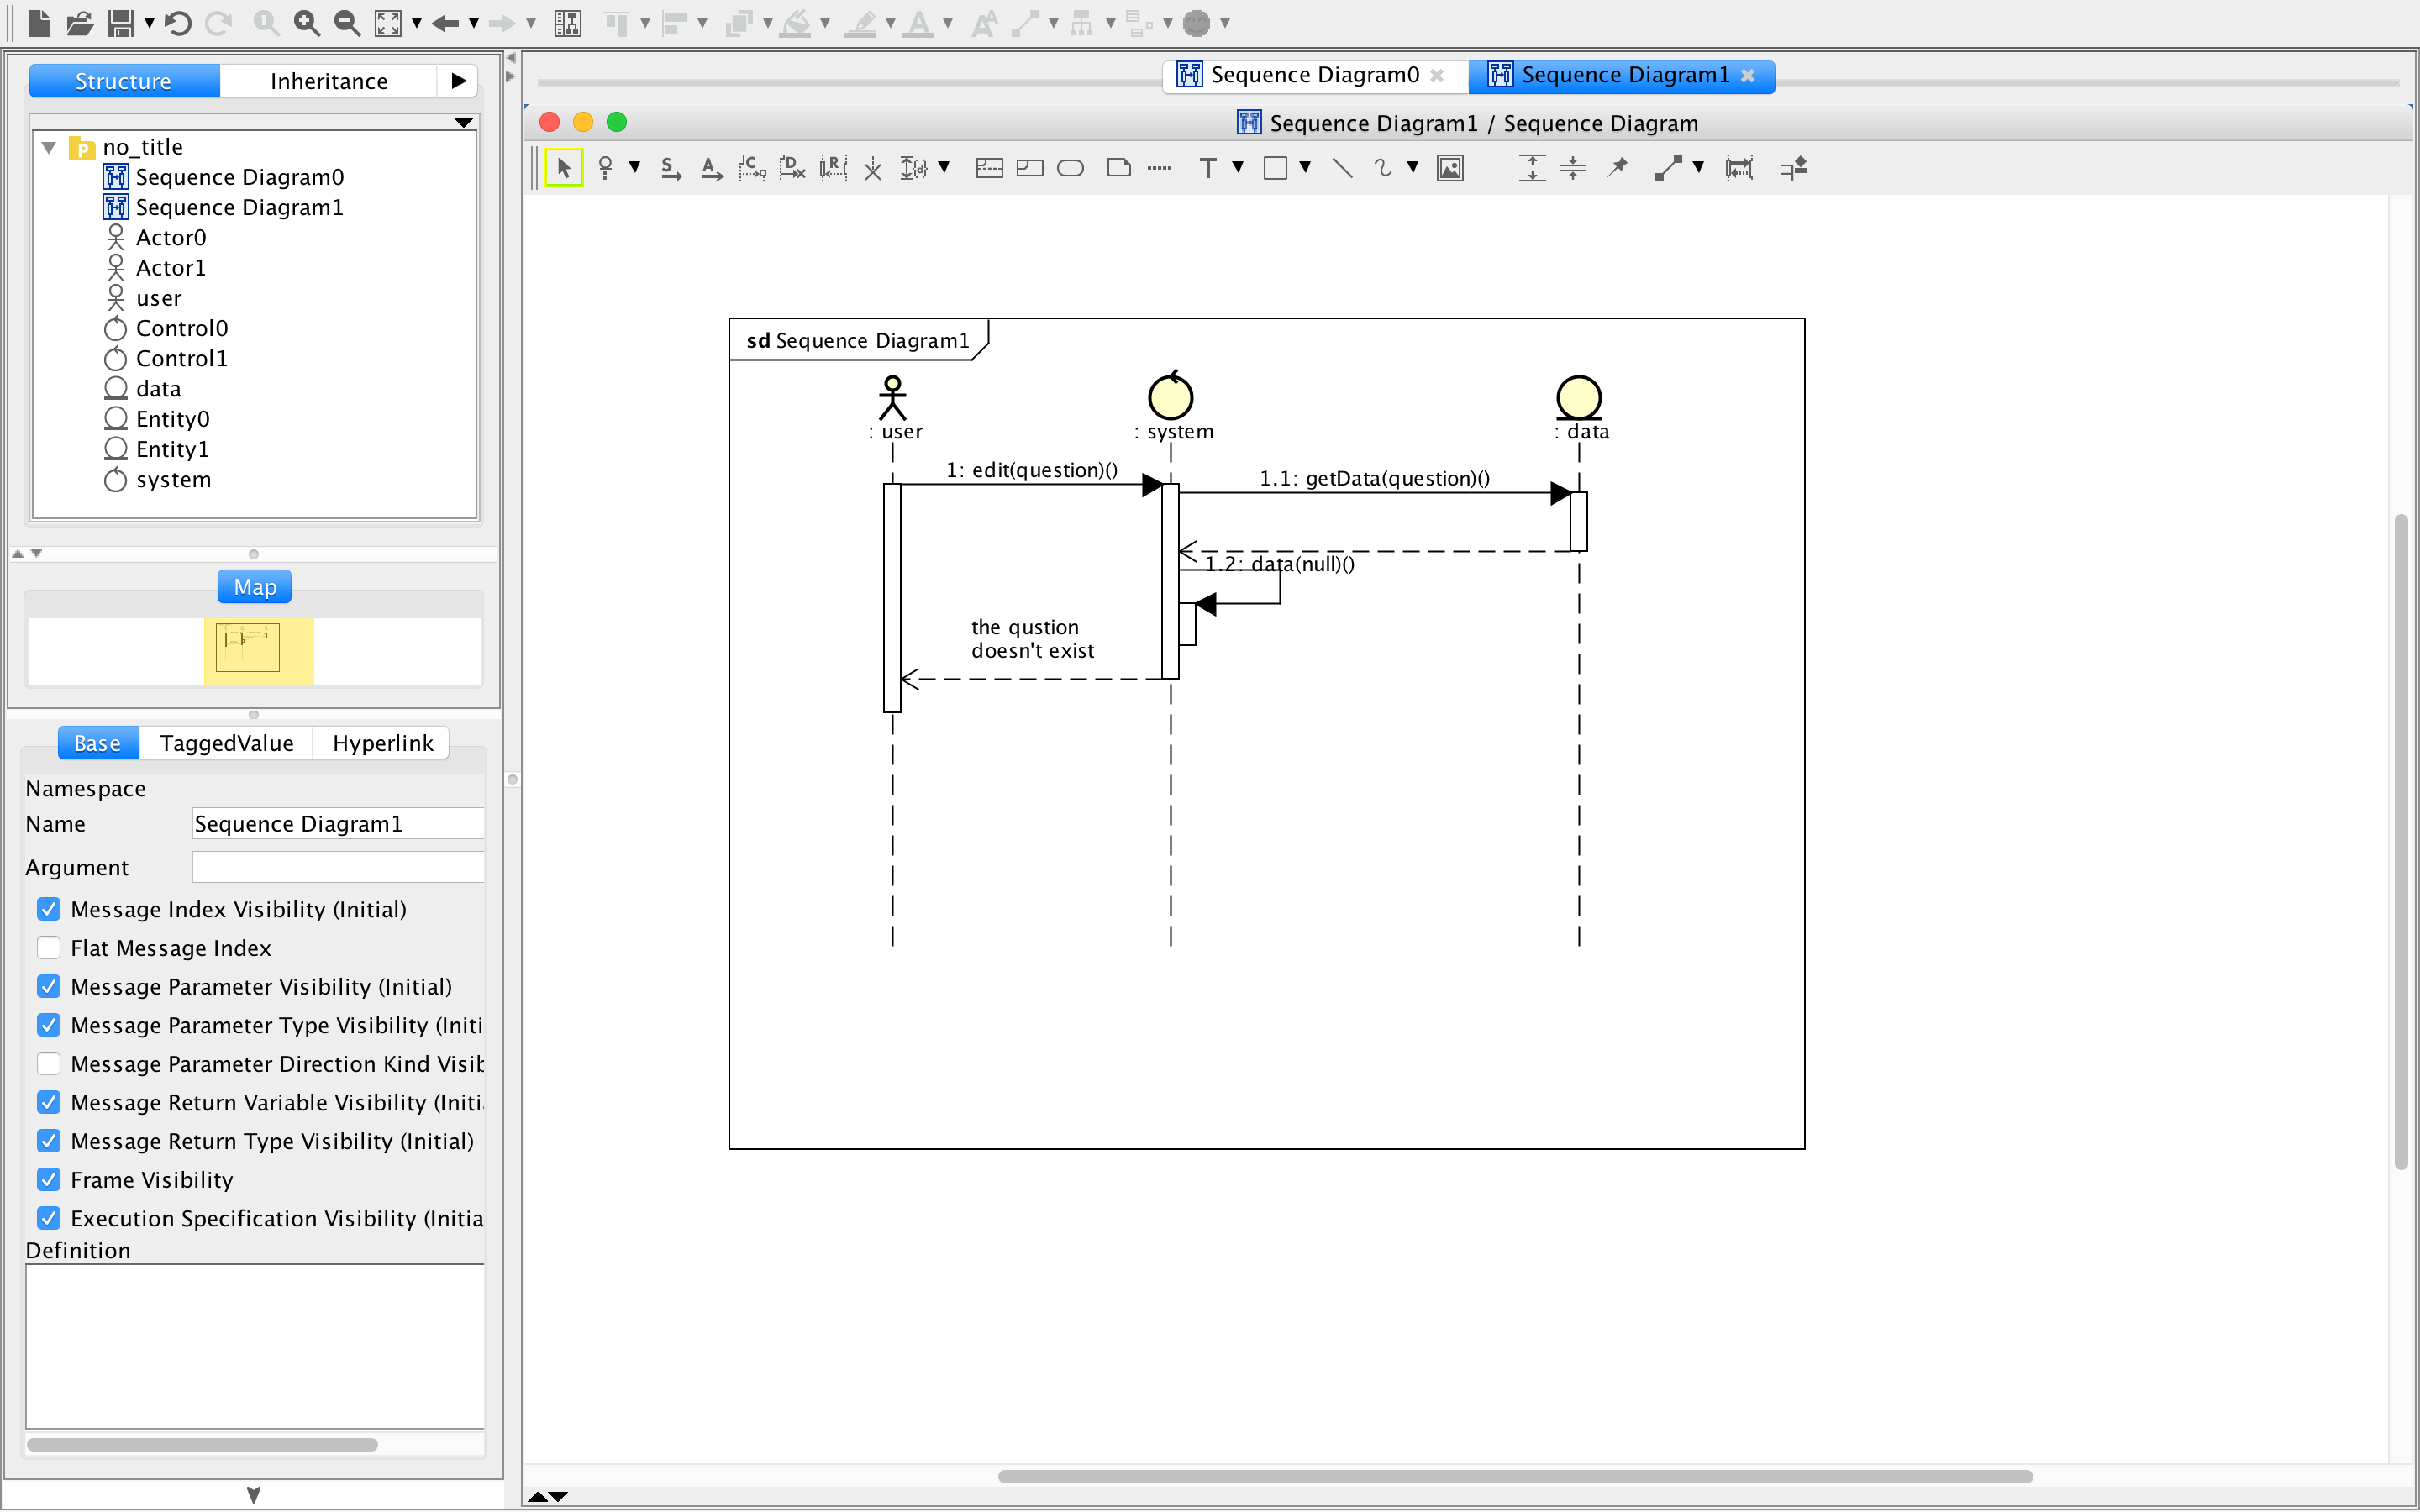 Structure
Inheritance
Sequence Diagram0
Sequence Diagram1
Sequence Diagram1 / Sequence Diagram
no_title
Sequence Diagram0
Sequence Diagram1
Actor0
Actor1
user
Control0
Control1
data
Entity0
Entity1
system
Map
Base
TaggedValue
Hyperlink
Namespace
Name
Sequence Diagram1
Argument
Message Index Visibility (Initial)
Flat Message Index
Message Parameter Visibility (Initial)
Message Parameter Type Visibility (Initi
Message Parameter Direction Kind Visib
Message Return Variable Visibility (Initi
Message Return Type Visibility (Initial)
Frame Visibility
Execution Specification Visibility (Initia
Definition
sd Sequence Diagram1
: user
: system
: data
1: edit(question)()
1.1: getData(question)()
1.2: data(null)()
the qustion
doesn't exist